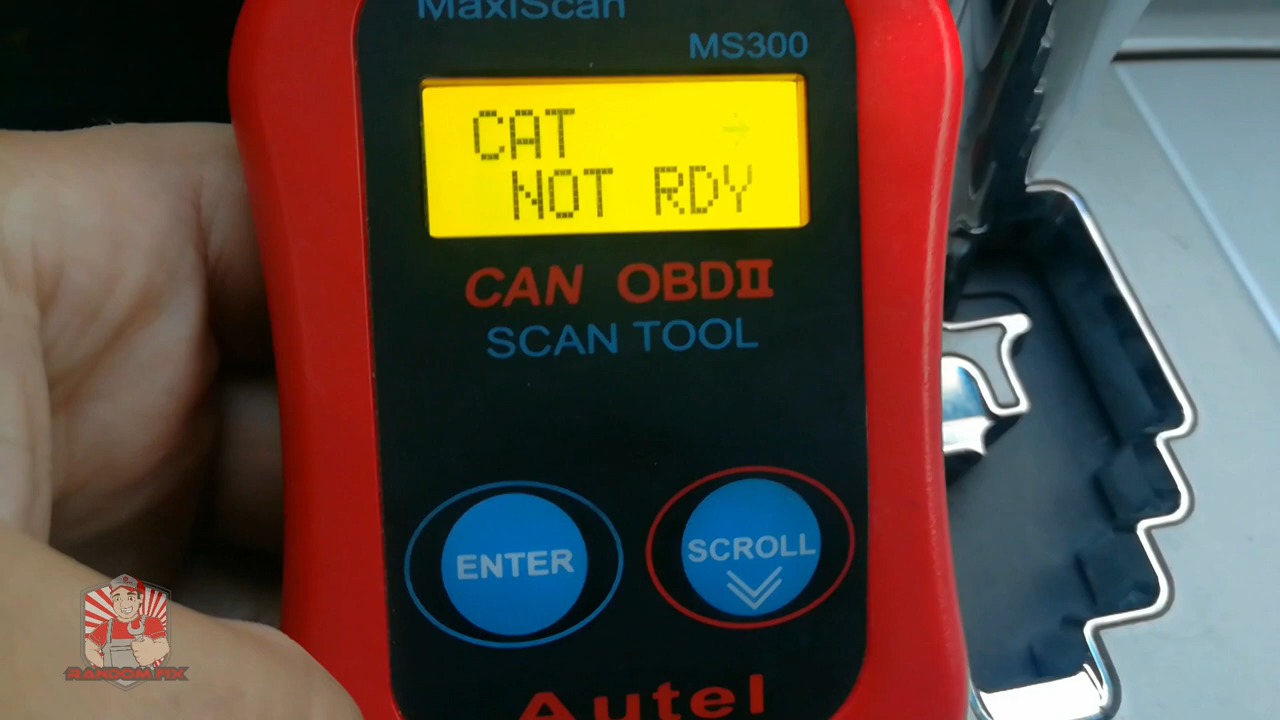 MaxiScan
MS300
CAT →
NOT RDY
CAN OBDII
SCAN TOOL
ENTER
SCROLL
Autel
RANDOM FIX